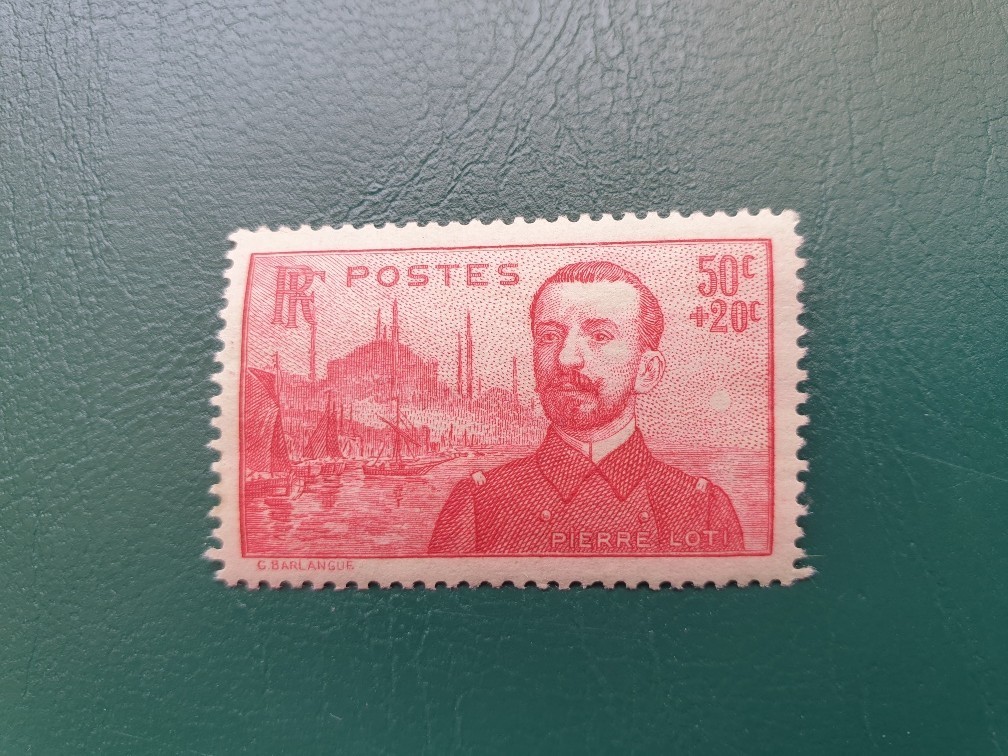 RF POSTES 50c
+20c
PIERRE LOTI
G. BARLANGUE